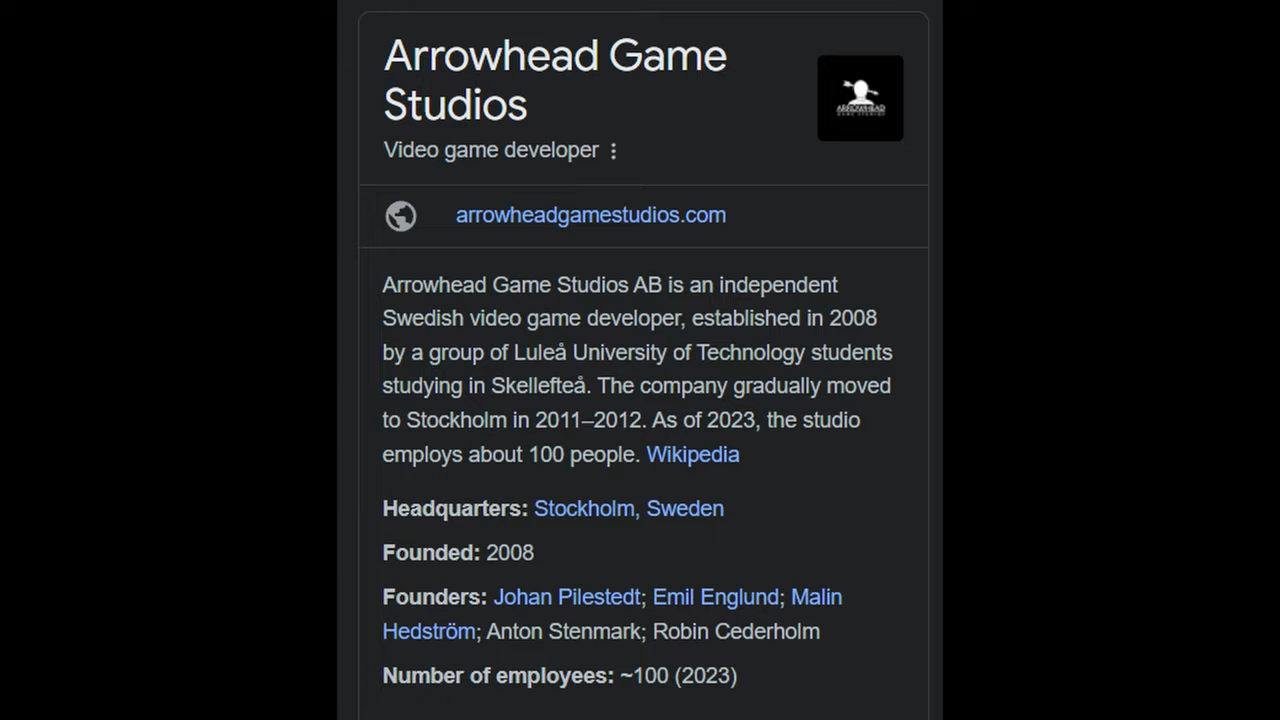 Arrowhead Game
Studios
ARROWHEAD
GAME STUDIOS
Video game developer
arrowheadgamestudios.com
Arrowhead Game Studios AB is an independent
Swedish video game developer, established in 2008
by a group of Luleå University of Technology students
studying in Skellefteå. The company gradually moved
to Stockholm in 2011–2012. As of 2023, the studio
employs about 100 people. Wikipedia
Headquarters: Stockholm, Sweden
Founded: 2008
Founders: Johan Pilestedt; Emil Englund; Malin
Hedström; Anton Stenmark; Robin Cederholm
Number of employees: ~100 (2023)